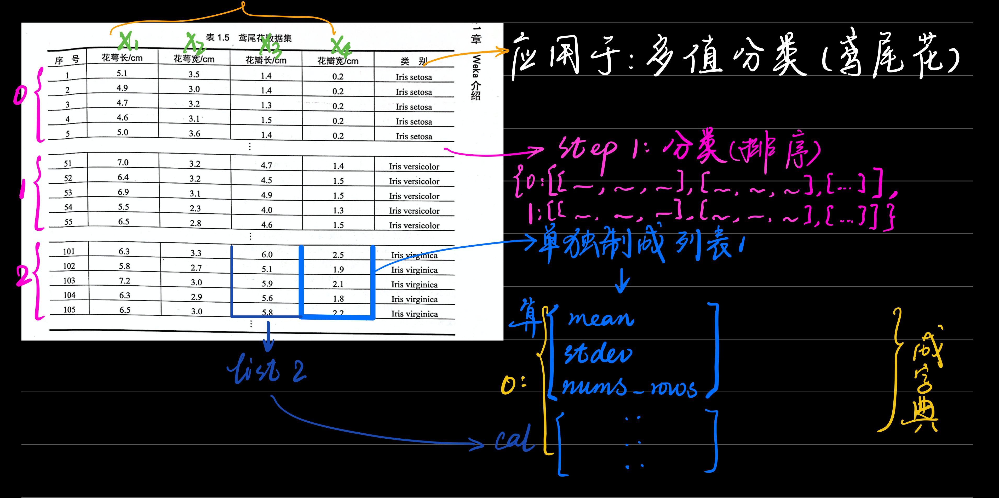 X₁ X₂ X₃ X₄
表 1.5 鸢尾花数据集
序 号 花萼长/cm 花萼宽/cm 花瓣长/cm 花瓣宽/cm 类 别
0
1 5.1 3.5 1.4 0.2 Iris setosa
2 4.9 3.0 1.4 0.2 Iris setosa
3 4.7 3.2 1.3 0.2 Iris setosa
4 4.6 3.1 1.5 0.2 Iris setosa
5 5.0 3.6 1.4 0.2 Iris setosa
⋮
1
51 7.0 3.2 4.7 1.4 Iris versicolor
52 6.4 3.2 4.5 1.5 Iris versicolor
53 6.9 3.1 4.9 1.5 Iris versicolor
54 5.5 2.3 4.0 1.3 Iris versicolor
55 6.5 2.8 4.6 1.5 Iris versicolor
⋮
2
101 6.3 3.3 6.0 2.5 Iris virginica
102 5.8 2.7 5.1 1.9 Iris virginica
103 7.2 3.0 5.9 2.1 Iris virginica
104 6.3 2.9 5.6 1.8 Iris virginica
105 6.5 3.0 5.8 2.2 Iris virginica
⋮
1章 Weka 介绍
应用于:多值分类(鸢尾花)
step 1:分类(排序)
{0:[[~,~,~],[~,~,~],[...]],
1:[[~,~,~],[~,~,~],[...]]}
单独制成列表1
算
mean
stdev
nums_rows
0:
list 2
cal
成字典